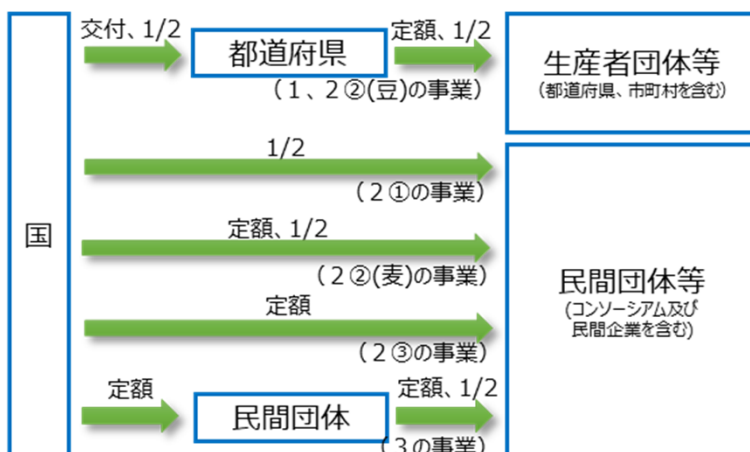 国
交付、1/2
都道府県
定額、1/2
(1、2②(豆)の事業)
生産者団体等
(都道府県、市町村を含む)
1/2
(2①の事業)
定額、1/2
(2②(麦)の事業)
定額
(2③の事業)
定額
民間団体
定額、1/2
(3の事業)
民間団体等
(コンソーシアム及び
民間企業を含む)